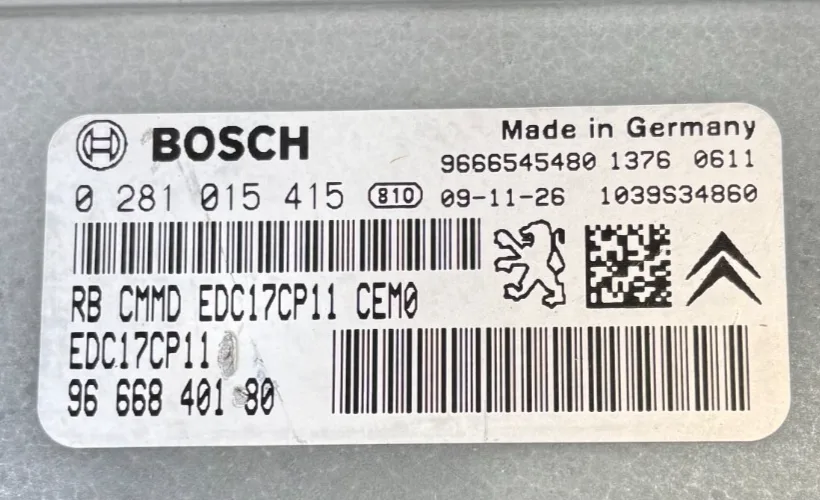 BOSCH
Made in Germany
9666545480 1376 0611
0 281 015 415 810 09-11-26 1039S34860
RB CMMD EDC17CP11 CEM0
EDC17CP11
96 668 401 80